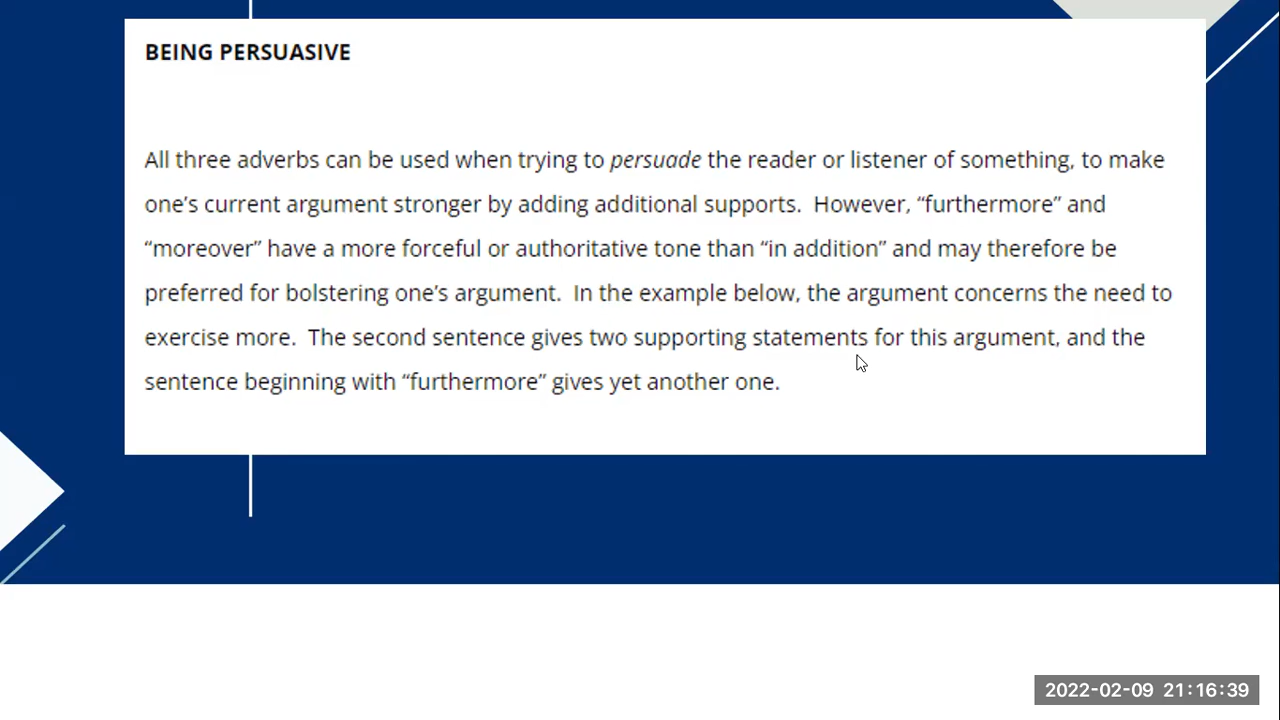 BEING PERSUASIVE
All three adverbs can be used when trying to persuade the reader or listener of something, to make
one’s current argument stronger by adding additional supports.  However, “furthermore” and
“moreover” have a more forceful or authoritative tone than “in addition” and may therefore be
preferred for bolstering one’s argument.  In the example below, the argument concerns the need to
exercise more.  The second sentence gives two supporting statements for this argument, and the
sentence beginning with “furthermore” gives yet another one.
2022-02-09 21:16:39